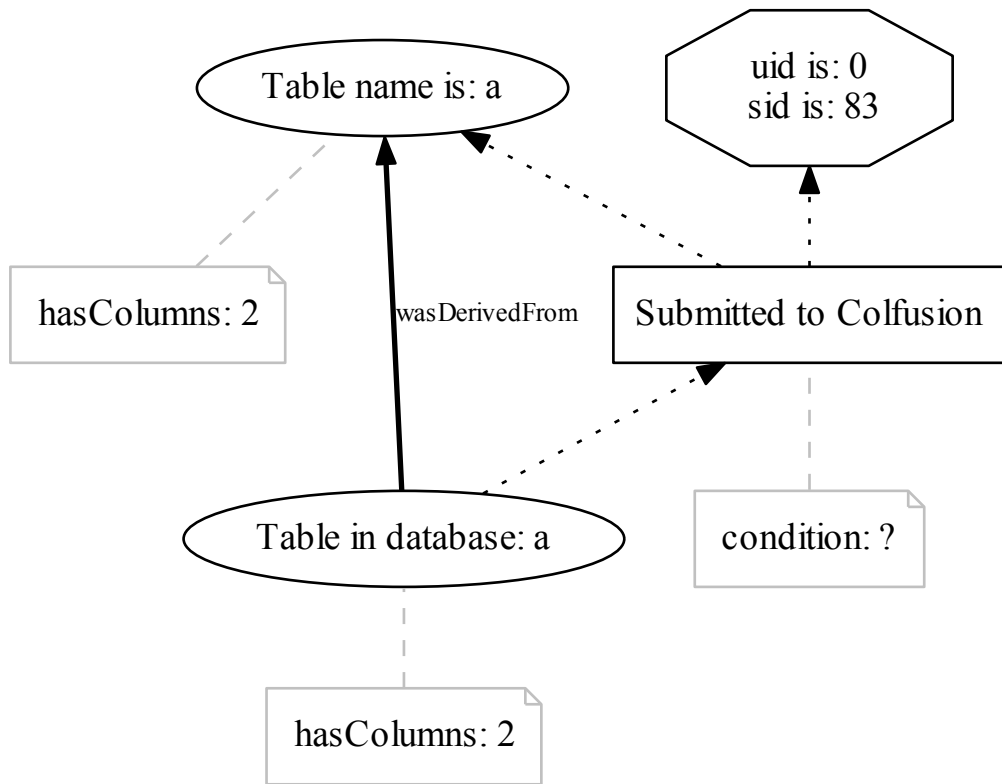 Table name is: a
uid is: 0
sid is: 83
hasColumns: 2
wasDerivedFrom
Submitted to Colfusion
Table in database: a
condition: ?
hasColumns: 2